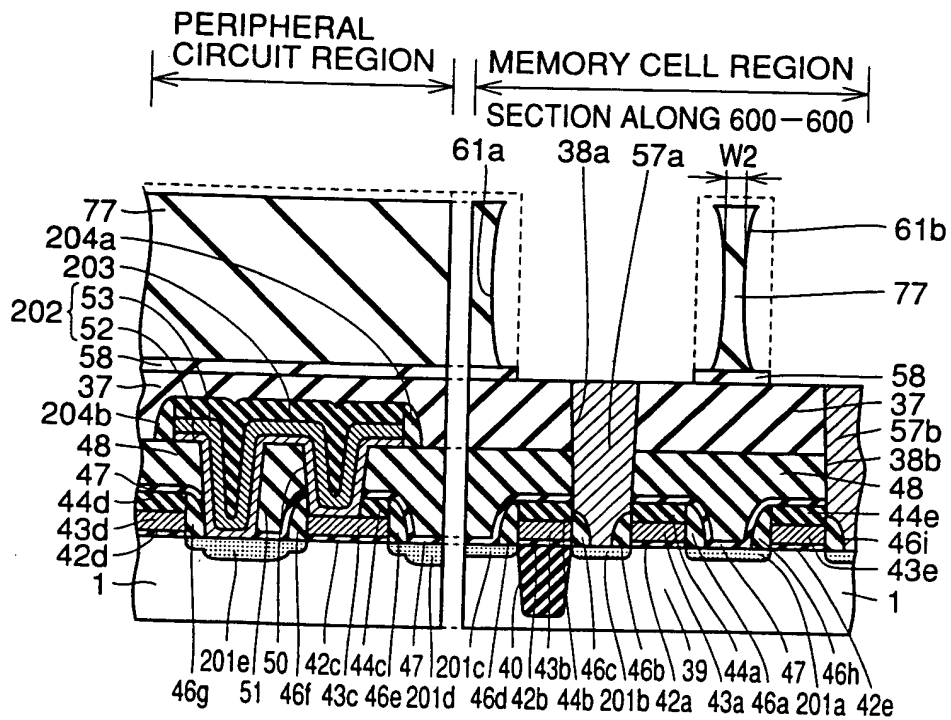 PERIPHERAL
CIRCUIT REGION
MEMORY CELL REGION
SECTION ALONG 600-600
61a 38a 57a W2
77
204a
203
202 { 53
52
58
37
204b
48
47
44d
43d
42d
1
61b
77
58
37
57b
38b
48
44e
46i
43e
1
201e 50 42c 44c 47 201c 40 43b 46c 46b 39 44a 47 46h
46g 51 46f 43c 46e 201d 46d 42b 44b 201b 42a 43a 46a 201a 42e